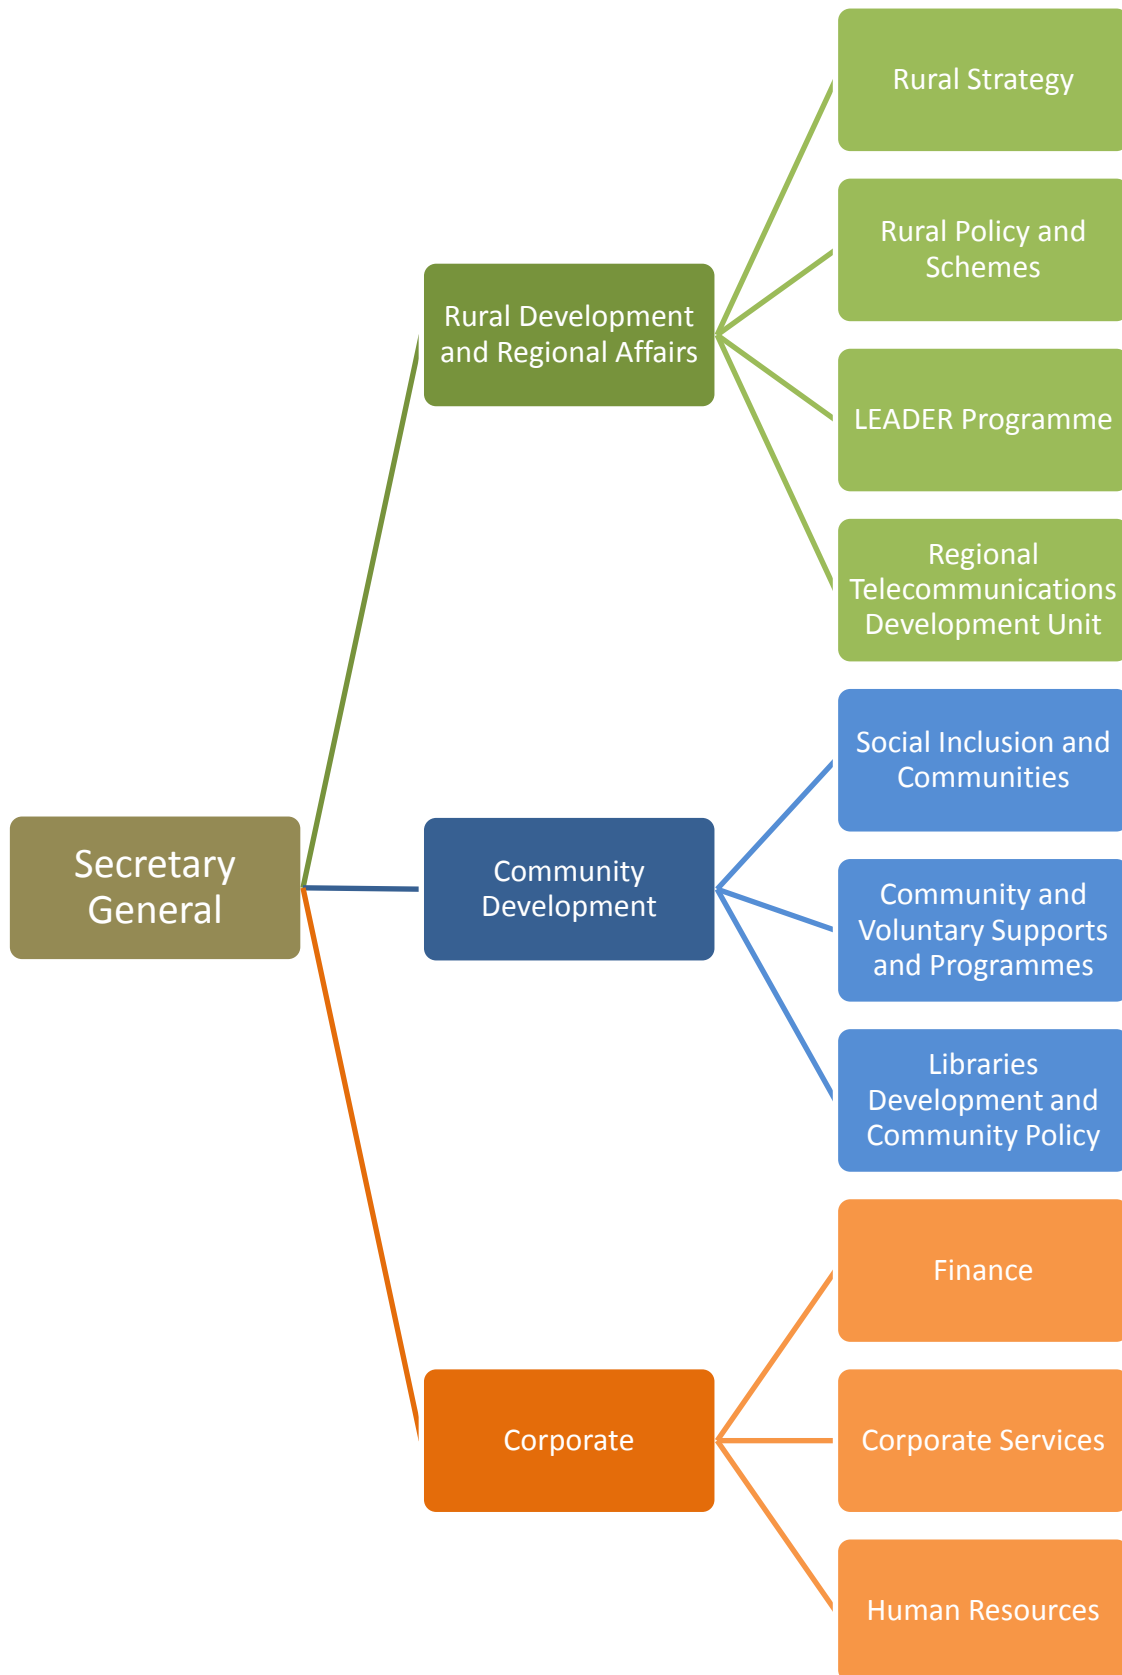 Rural Strategy
Rural Policy and
Schemes
Rural Development
and Regional Affairs
LEADER Programme
Regional
Telecommunications
Development Unit
Social Inclusion and
Communities
Secretary
General
Community
Development
Community and
Voluntary Supports
and Programmes
Libraries
Development and
Community Policy
Finance
Corporate
Corporate Services
Human Resources